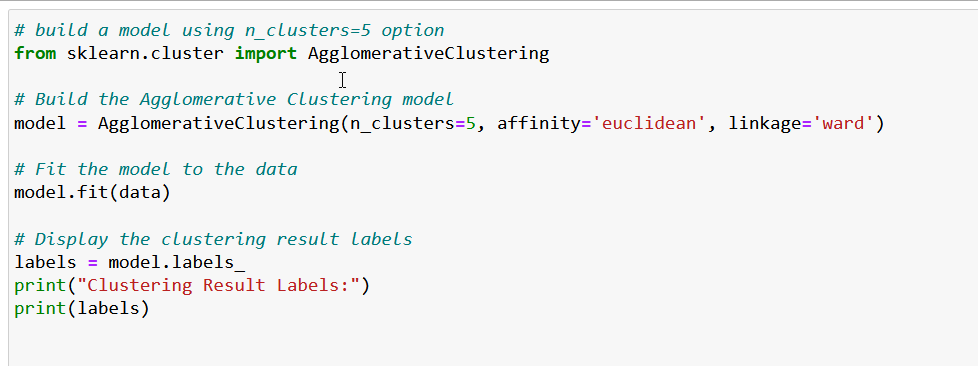 # build a model using n_clusters=5 option
from sklearn.cluster import AgglomerativeClustering
# Build the Agglomerative Clustering model
model = AgglomerativeClustering(n_clusters=5, affinity='euclidean', linkage='ward')
# Fit the model to the data
model.fit(data)
# Display the clustering result labels
labels = model.labels_
print("Clustering Result Labels:")
print(labels)